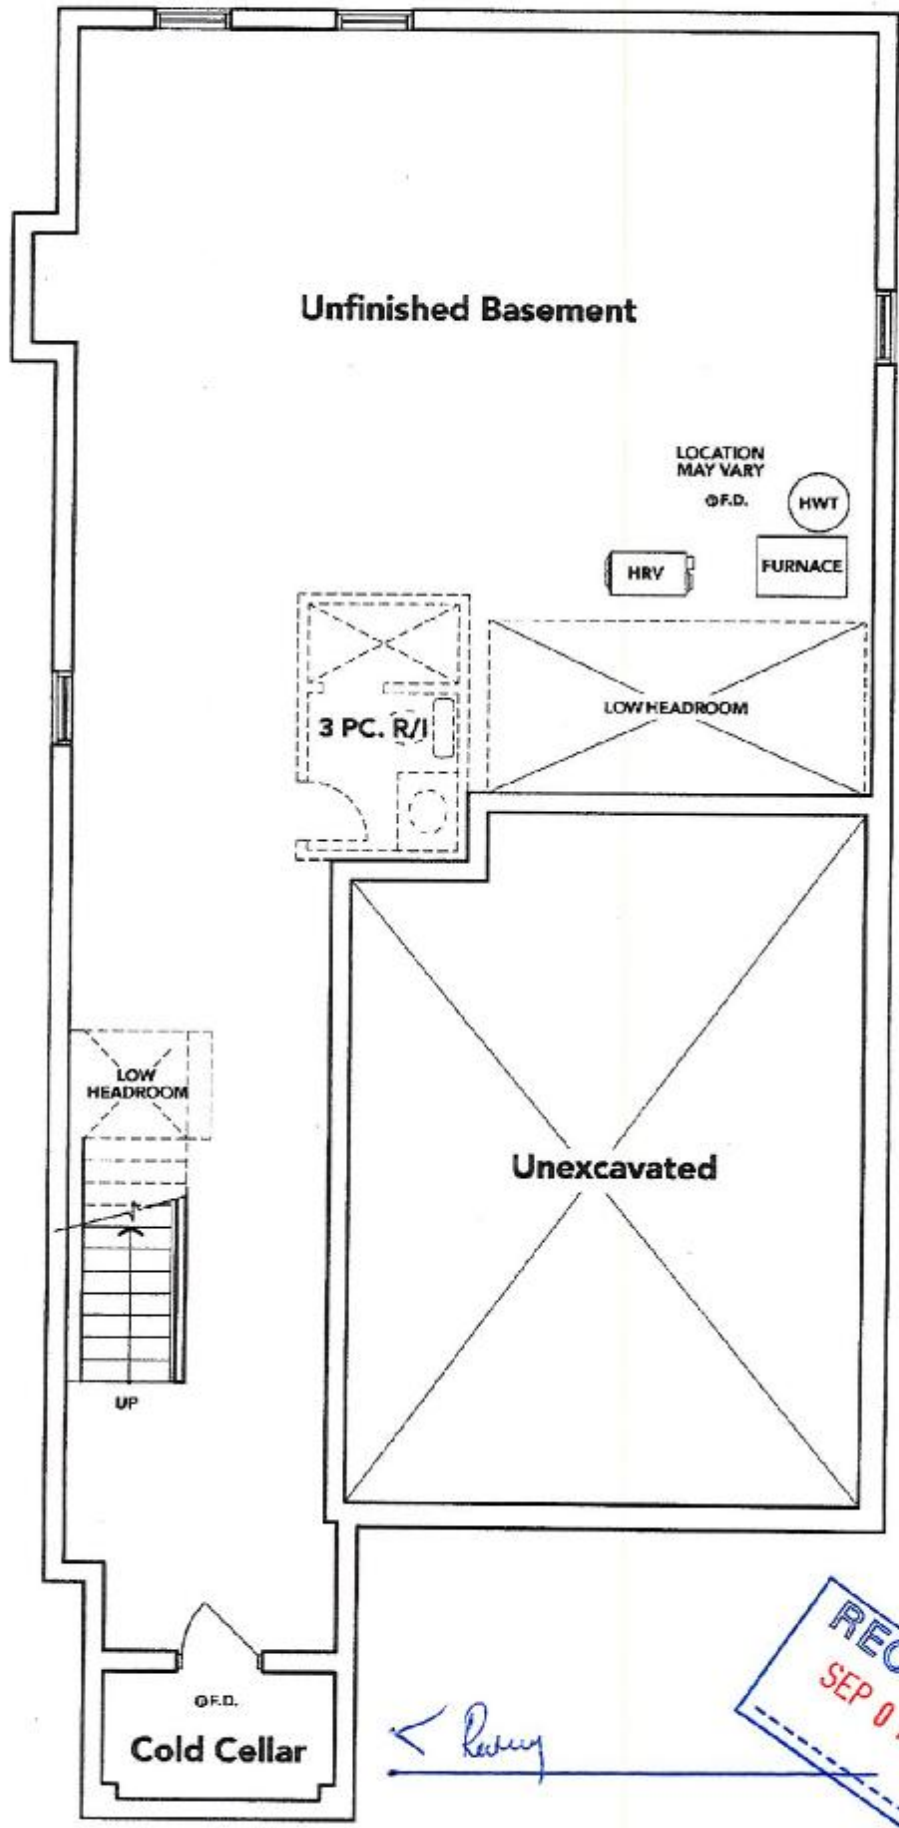 Unfinished Basement
LOCATION
MAY VARY
F.D.
HWT
HRV
FURNACE
LOW HEADROOM
3 PC. R/I
LOW
HEADROOM
Unexcavated
UP
F.D.
Cold Cellar
SEP 0